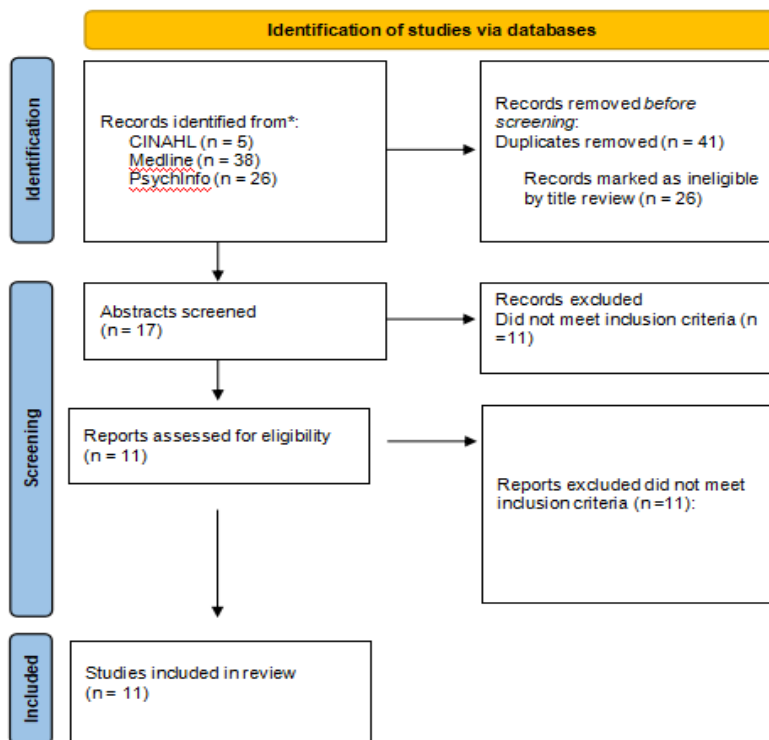 Identification of studies via databases
Identification
Records identified from*:
CINAHL (n = 5)
Medline (n = 38)
PsychInfo (n = 26)
Records removed before
screening:
Duplicates removed (n = 41)
Records marked as ineligible
by title review (n = 26)
Screening
Abstracts screened
(n = 17)
Records excluded
Did not meet inclusion criteria (n
=11)
Reports assessed for eligibility
(n = 11)
Reports excluded did not meet
inclusion criteria (n =11):
Included
Studies included in review
(n = 11)